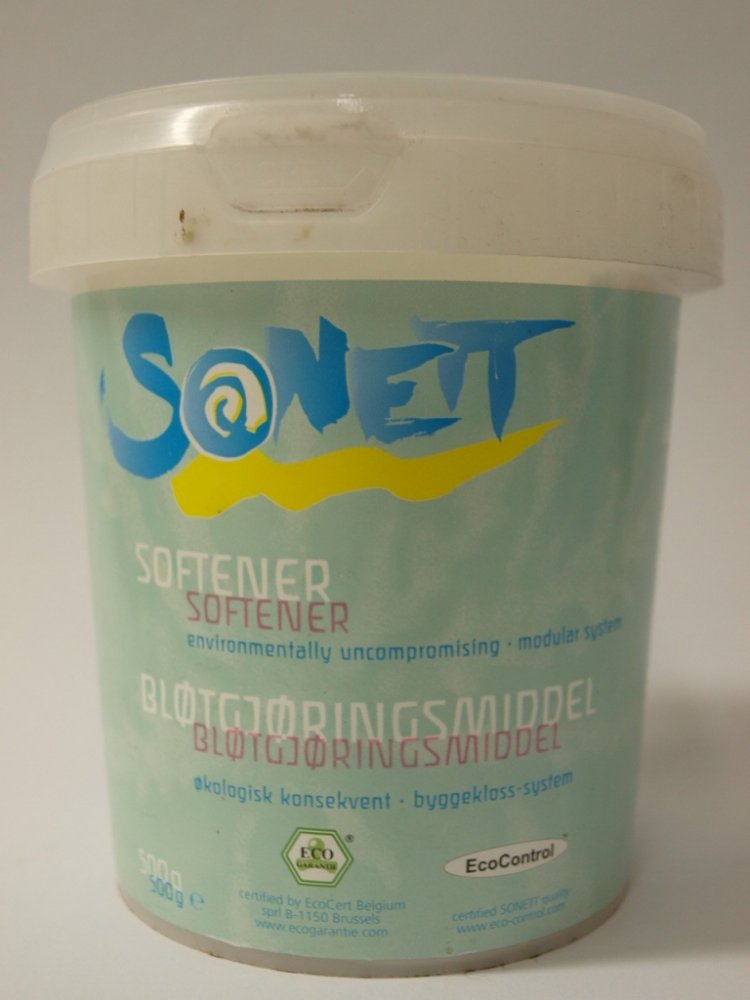 SONETT
SOFTENER
SOFTENER
environmentally uncompromising · modular system
BLØTGJØRINGSMIDDEL
BLØTGJØRINGSMIDDEL
økologisk konsekvent · byggekloss-system
500g
500g e
ECO
GARANTIE
®
certified by EcoCert Belgium
sprl B-1150 Brussels
www.ecogarantie.com
EcoControl™
certified SONETT quality
www.eco-control.com